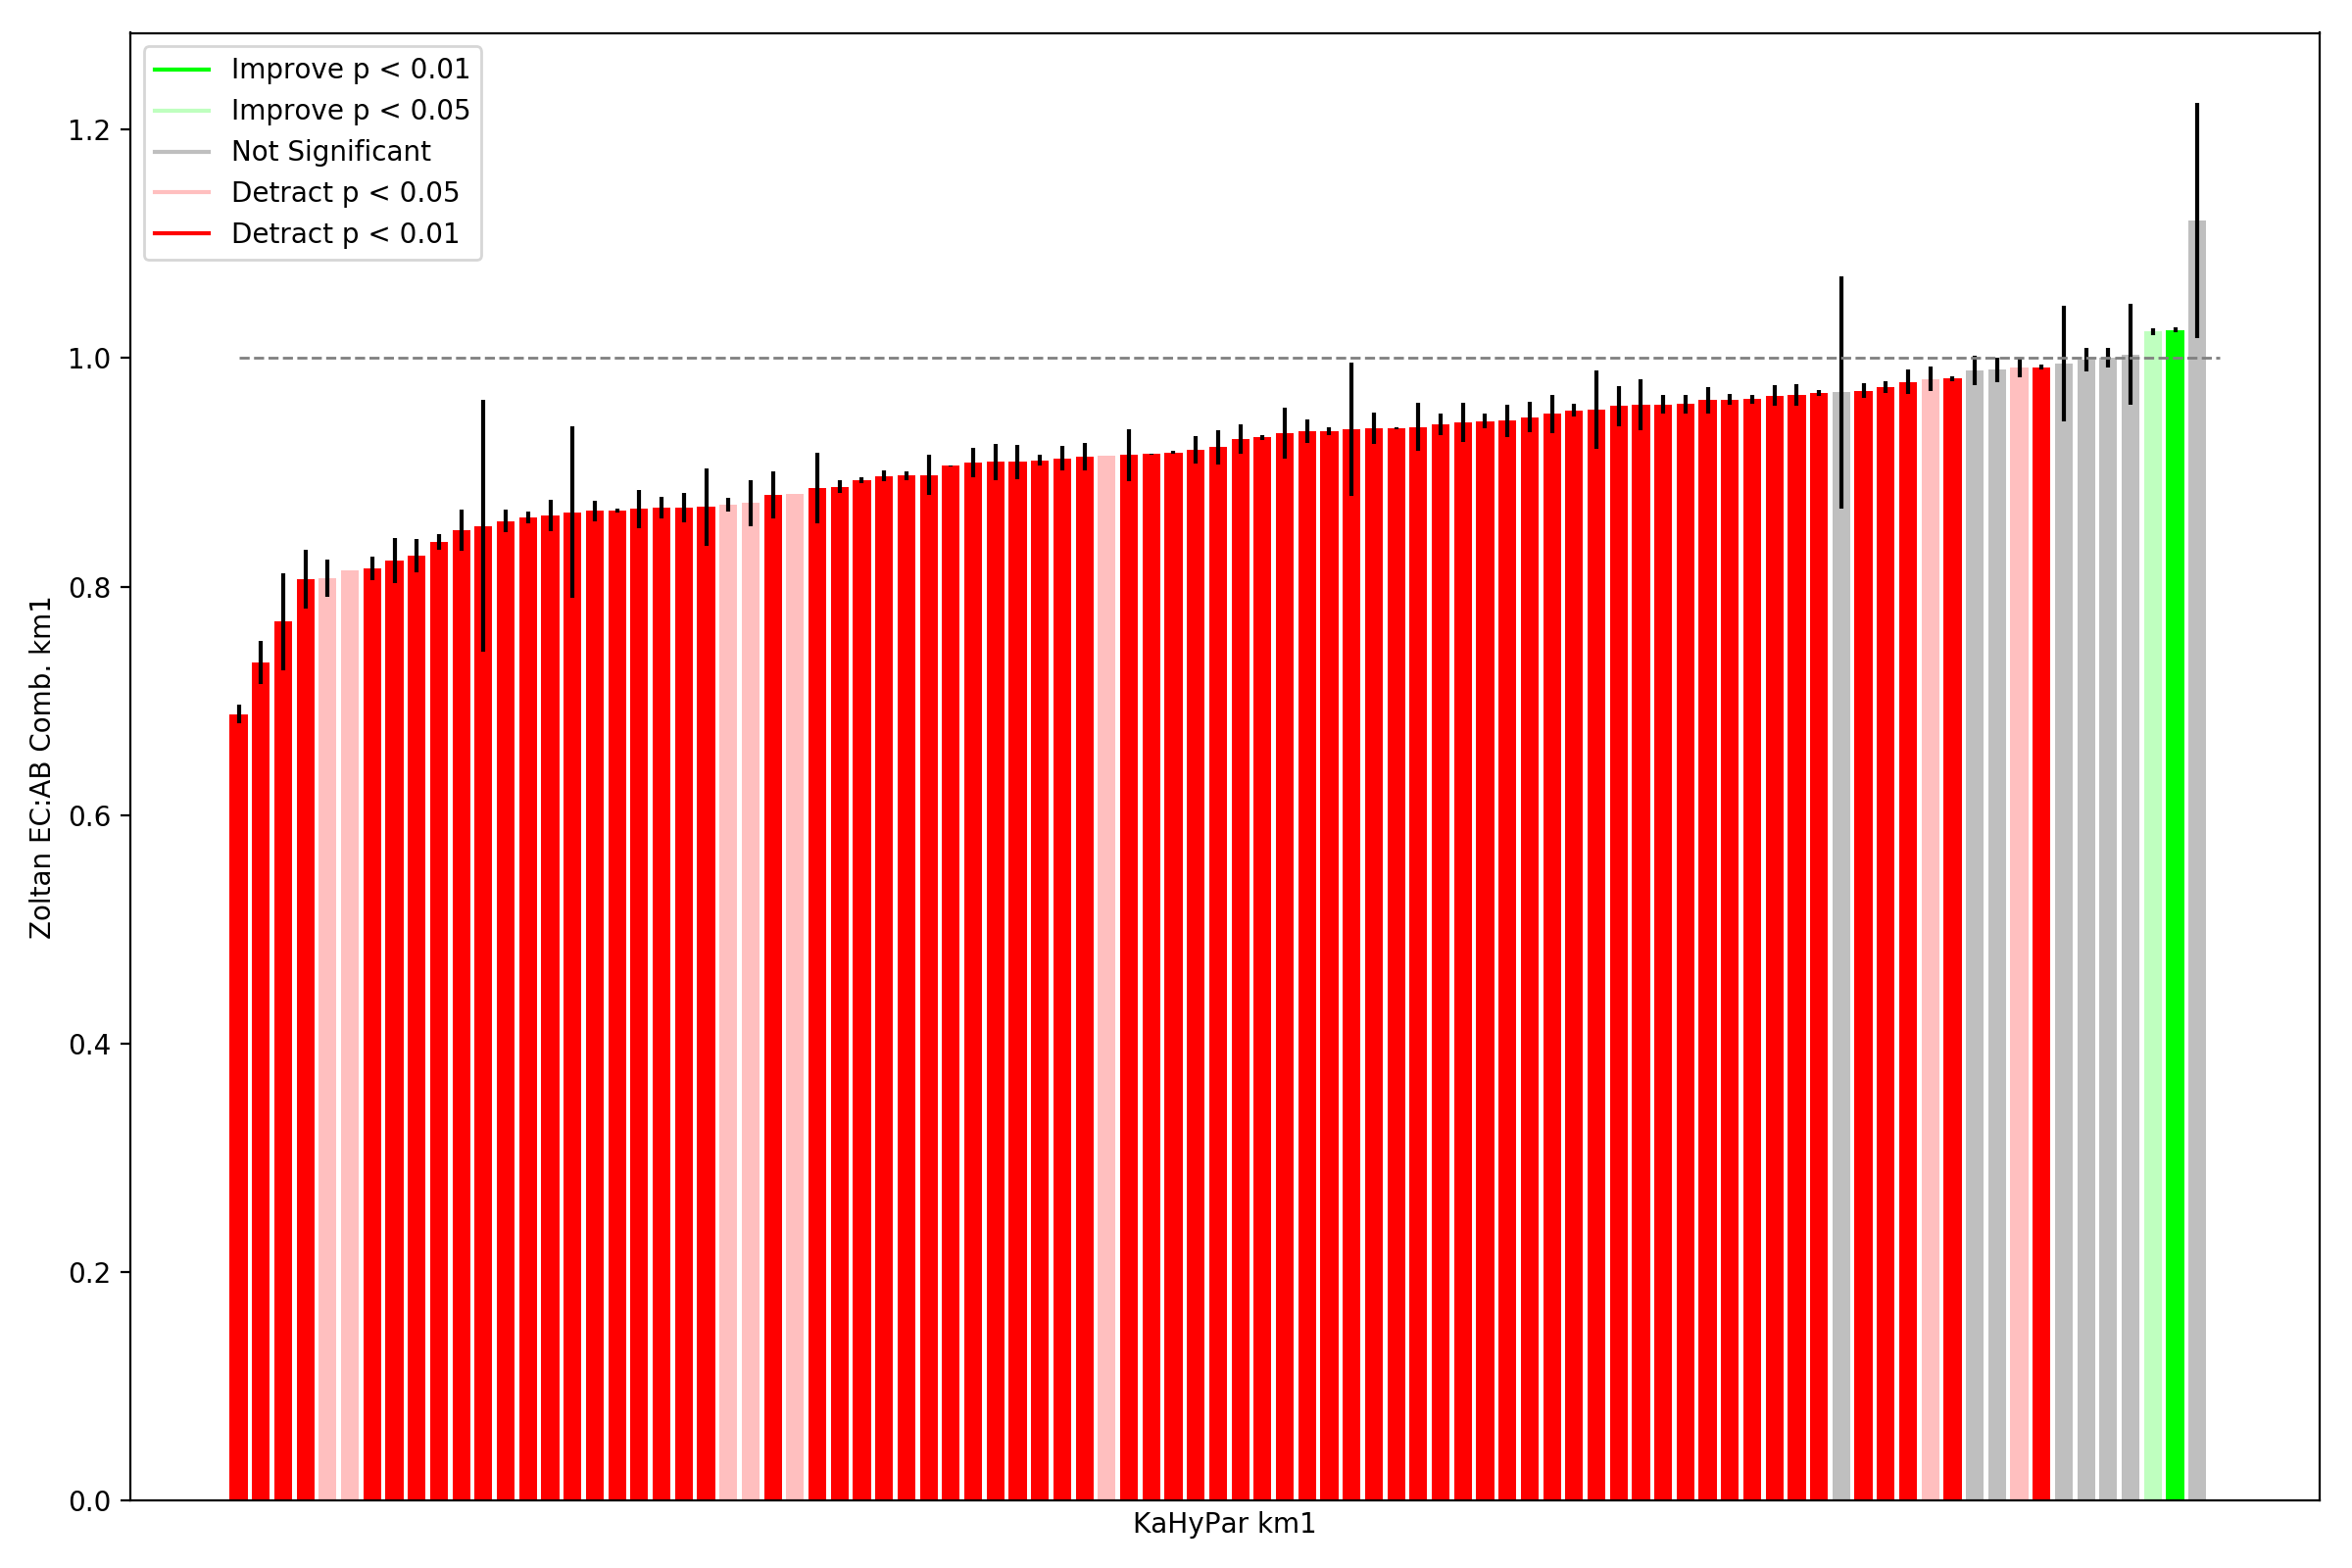 Improve p < 0.01
Improve p < 0.05
Not Significant
Detract p < 0.05
Detract p < 0.01
1.2
1.0
0.8
0.6
0.4
0.2
0.0
Zoltan EC:AB Comb. km1
KaHyPar km1